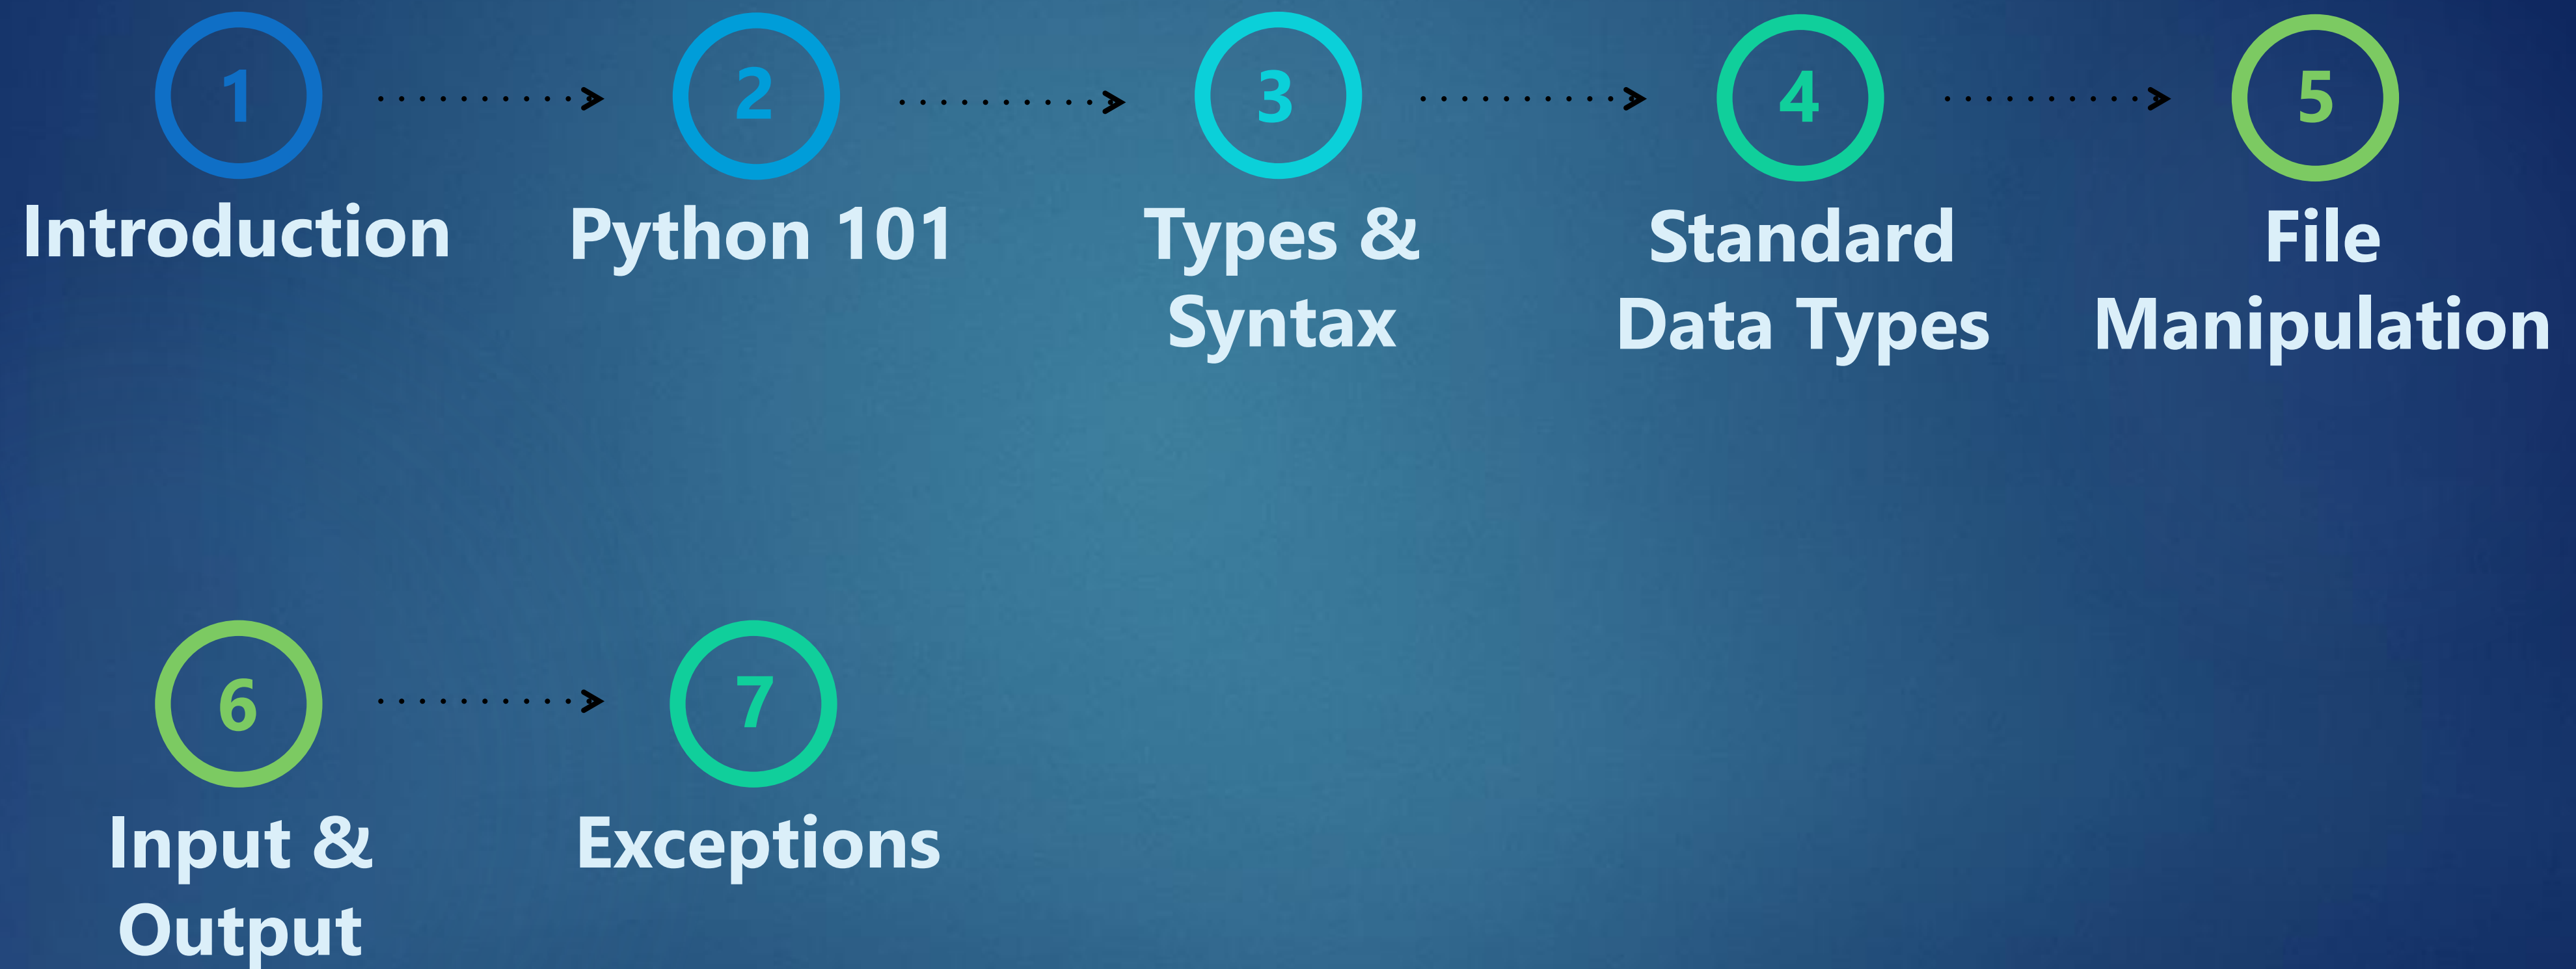 1
Introduction
2
Python 101
3
Types &
Syntax
4
Standard
Data Types
5
File
Manipulation
6
Input &
Output
7
Exceptions